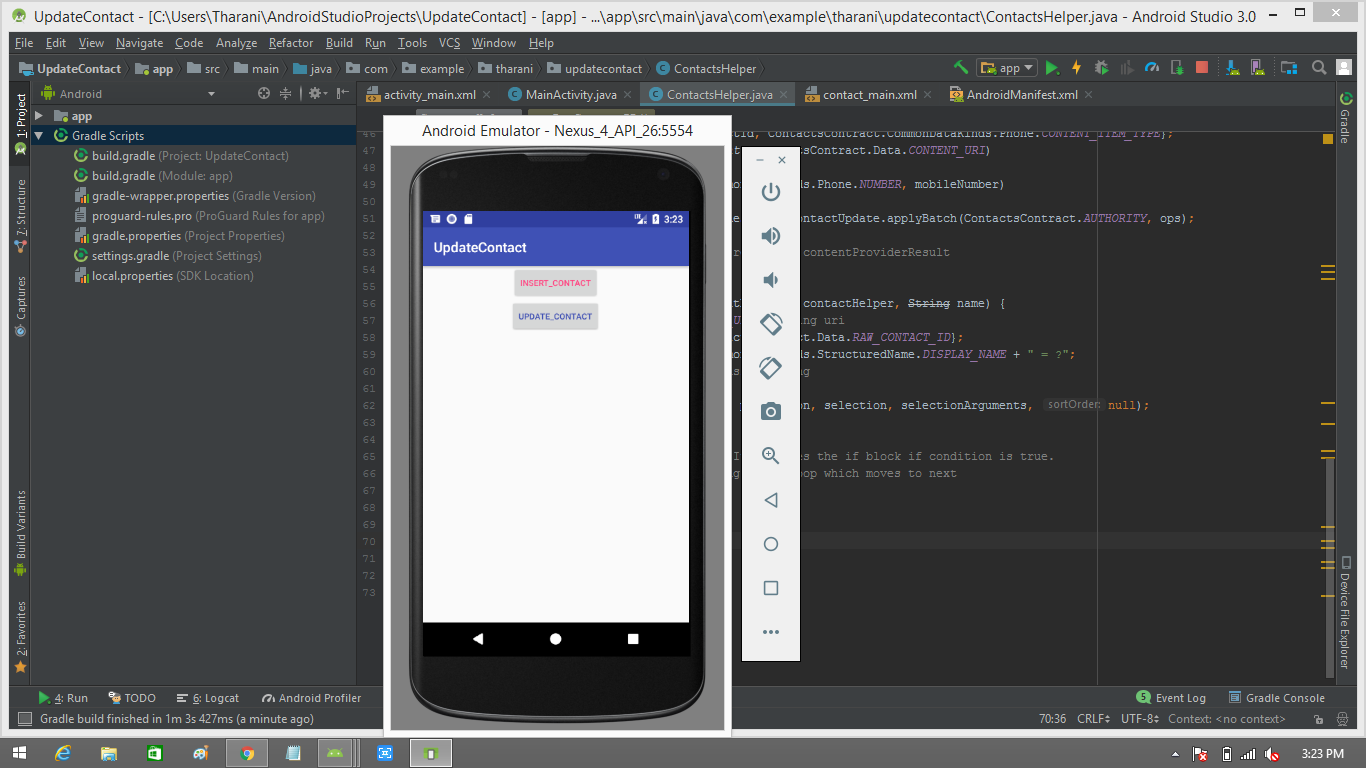 UpdateContact - [C:\Users\Tharani\AndroidStudioProjects\UpdateContact] - [app] - ...\app\src\main\java\com\example\tharani\updatecontact\ContactsHelper.java - Android Studio 3.0
File Edit View Navigate Code Analyze Refactor Build Run Tools VCS Window Help
UpdateContact app src main java com example tharani updatecontact ContactsHelper app
Android activity_main.xml MainActivity.java ContactsHelper.java contact_main.xml AndroidManifest.xml
1: Project
7: Structure
Captures
Build Variants
2: Favorites
app
Gradle Scripts
build.gradle (Project: UpdateContact)
build.gradle (Module: app)
gradle-wrapper.properties (Gradle Version)
proguard-rules.pro (ProGuard Rules for app)
gradle.properties (Project Properties)
settings.gradle (Project Settings)
local.properties (SDK Location)
Android Emulator - Nexus_4_API_26:5554
3:23
UpdateContact
INSERT_CONTACT
UPDATE_CONTACT
46 ContactsContract.CommonDataKinds.Phone.CONTENT_ITEM_TYPE};
47 sContract.Data.CONTENT_URI)
48
49 ds.Phone.NUMBER, mobileNumber)
50
51 ontactUpdate.applyBatch(ContactsContract.AUTHORITY, ops);
52
53 contentProviderResult
54
55
56 contactHelper, String name) {
57 ng uri
58 ct.Data.RAW_CONTACT_ID};
59 ds.StructuredName.DISPLAY_NAME + " = ?";
60 g
61
62 n, selection, selectionArguments, sortOrder: null);
63
64
65 es the if block if condition is true.
66 op which moves to next
67
68
69
70
71
72
73
Gradle
Device File Explorer
4: Run TODO 6: Logcat Android Profiler 5 Event Log Gradle Console
Gradle build finished in 1m 3s 427ms (a minute ago) 70:36 CRLF UTF-8 Context: <no context>
3:23 PM